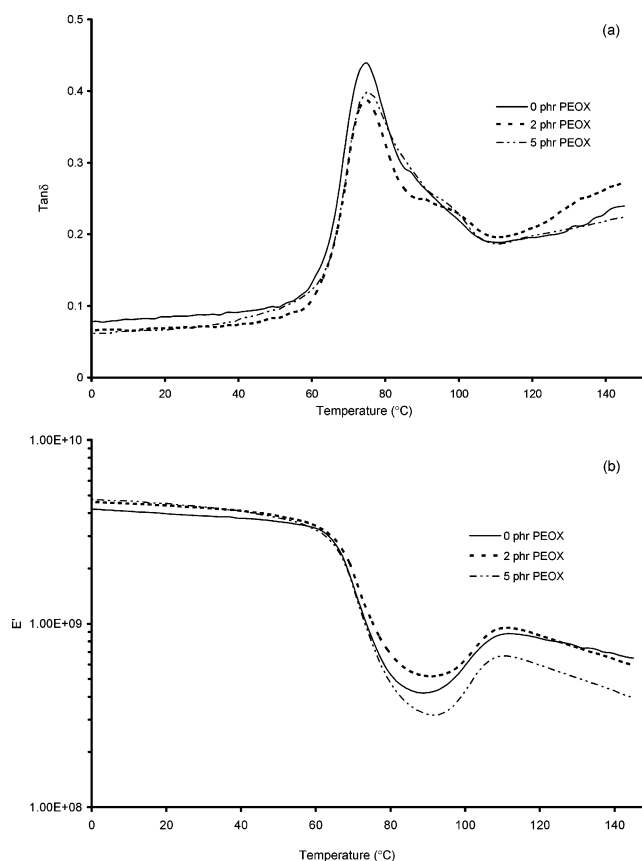 (a)
0.5
0.4
0.3
0.2
0.1
0
Tanδ
0 phr PEOX
2 phr PEOX
5 phr PEOX
0 20 40 60 80 100 120 140
Temperature (°C)
(b)
1.00E+10
1.00E+09
1.00E+08
E'
0 phr PEOX
2 phr PEOX
5 phr PEOX
0 20 40 60 80 100 120 140
Temperature (°C)